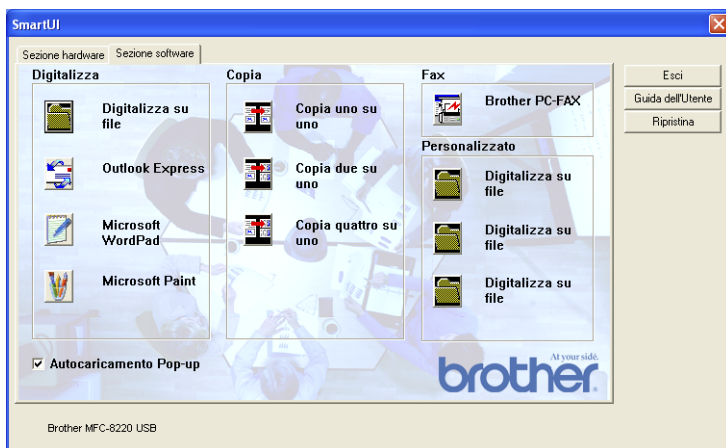 SmartUI
Sezione hardware
Sezione software
Digitalizza
Digitalizza su
file
Outlook Express
Microsoft
WordPad
Microsoft Paint
Copia
Copia uno su
uno
Copia due su
uno
Copia quattro su
uno
Fax
Brother PC-FAX
Personalizzato
Digitalizza su
file
Digitalizza su
file
Digitalizza su
file
Esci
Guida dell'Utente
Ripristina
Autocaricamento Pop-up
At your side.
brother
Brother MFC-8220 USB